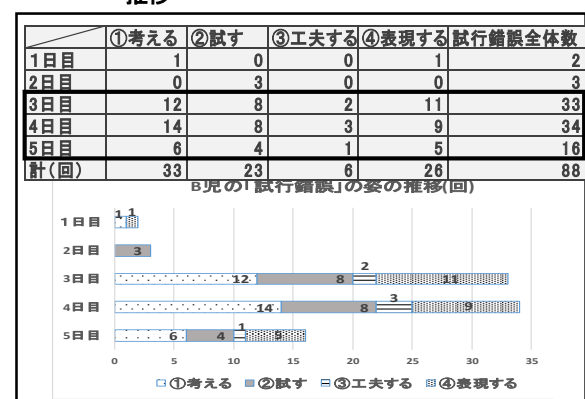 ①考える ②試す ③工夫する ④表現する 試行錯誤全体数
1日目 1 0 0 1 2
2日目 0 3 0 0 3
3日目 12 8 2 11 33
4日目 14 8 3 9 34
5日目 6 4 1 5 16
計(回) 33 23 6 26 88
B児の「試行錯誤」の姿の推移(回)
1日目 1 1
2日目 3
3日目 12 8 2 11
4日目 14 8 3 9
5日目 6 4 1 5
0 5 10 15 20 25 30 35
①考える ②試す ③工夫する ④表現する